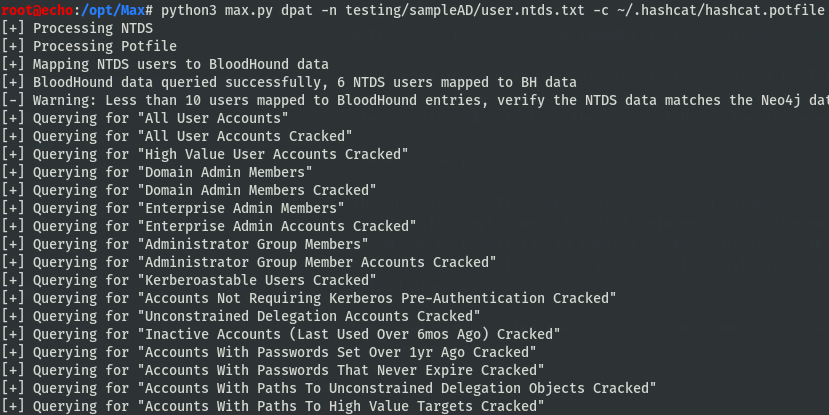 root@echo:/opt/Max# python3 max.py dpat -n testing/sampleAD/user.ntds.txt -c ~/.hashcat/hashcat.potfile
[+] Processing NTDS
[+] Processing Potfile
[+] Mapping NTDS users to BloodHound data
[+] BloodHound data queried successfully, 6 NTDS users mapped to BH data
[-] Warning: Less than 10 users mapped to BloodHound entries, verify the NTDS data matches the Neo4j dat
[+] Querying for "All User Accounts"
[+] Querying for "All User Accounts Cracked"
[+] Querying for "High Value User Accounts Cracked"
[+] Querying for "Domain Admin Members"
[+] Querying for "Domain Admin Members Cracked"
[+] Querying for "Enterprise Admin Members"
[+] Querying for "Enterprise Admin Accounts Cracked"
[+] Querying for "Administrator Group Members"
[+] Querying for "Administrator Group Member Accounts Cracked"
[+] Querying for "Kerberoastable Users Cracked"
[+] Querying for "Accounts Not Requiring Kerberos Pre-Authentication Cracked"
[+] Querying for "Unconstrained Delegation Accounts Cracked"
[+] Querying for "Inactive Accounts (Last Used Over 6mos Ago) Cracked"
[+] Querying for "Accounts With Passwords Set Over 1yr Ago Cracked"
[+] Querying for "Accounts With Passwords That Never Expire Cracked"
[+] Querying for "Accounts With Paths To Unconstrained Delegation Objects Cracked"
[+] Querying for "Accounts With Paths To High Value Targets Cracked"